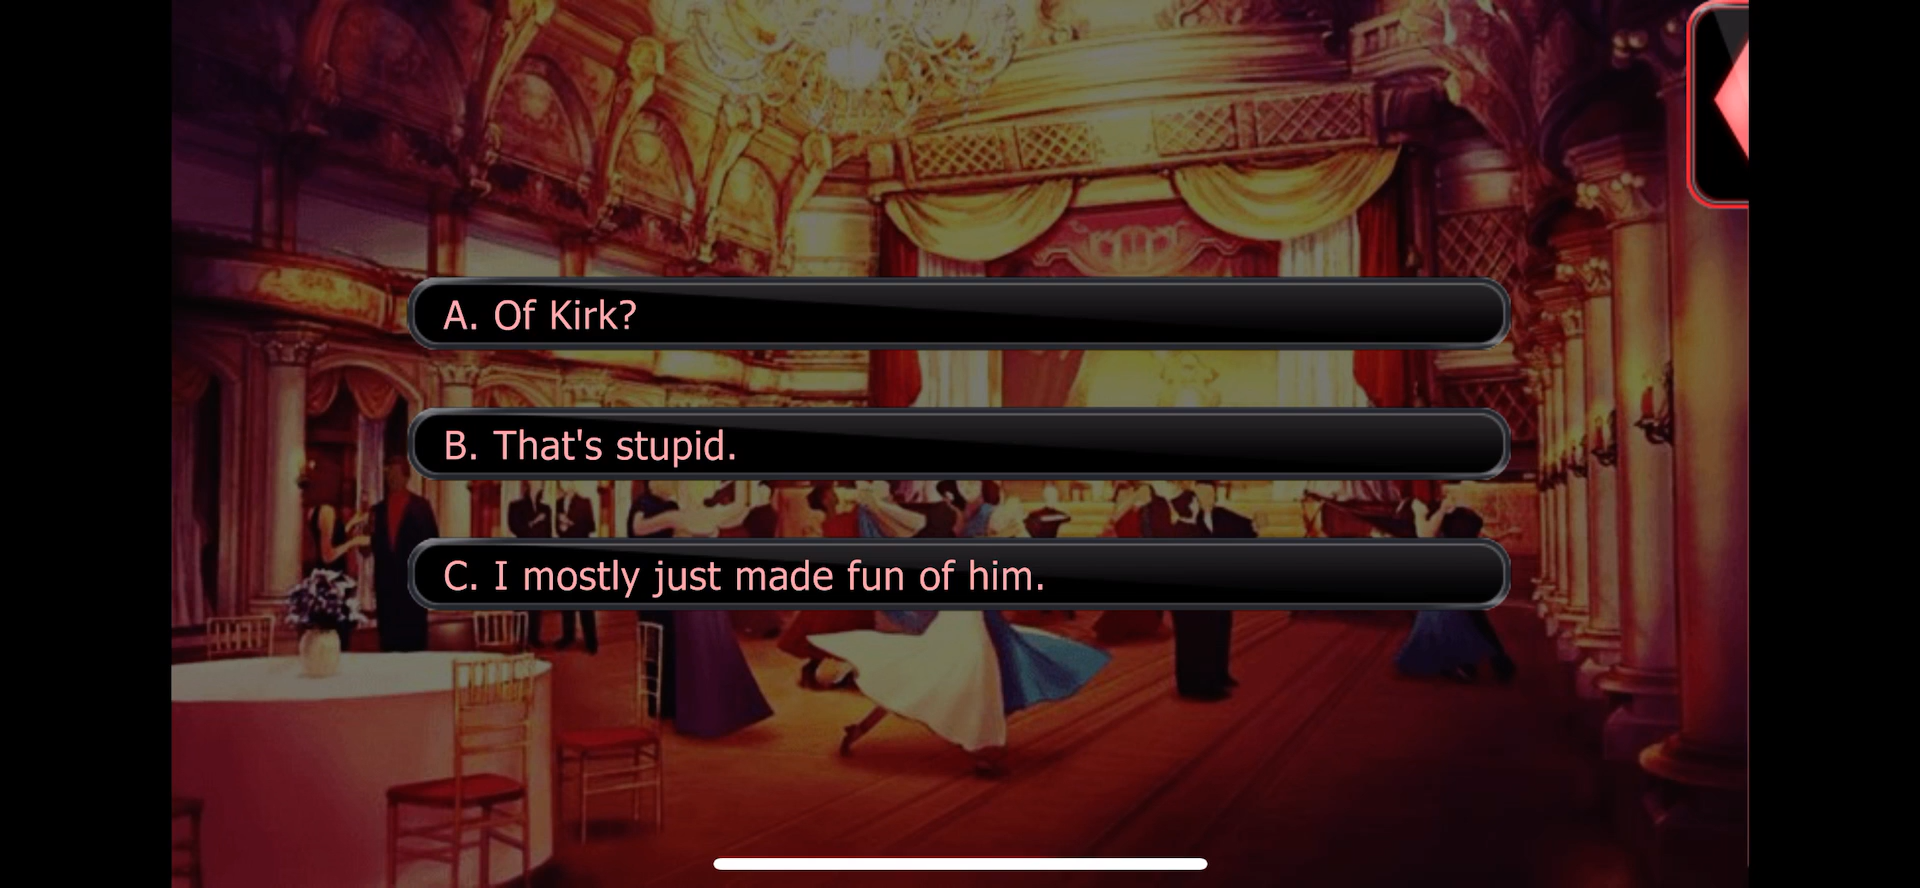 A. Of Kirk?
B. That's stupid.
C. I mostly just made fun of him.